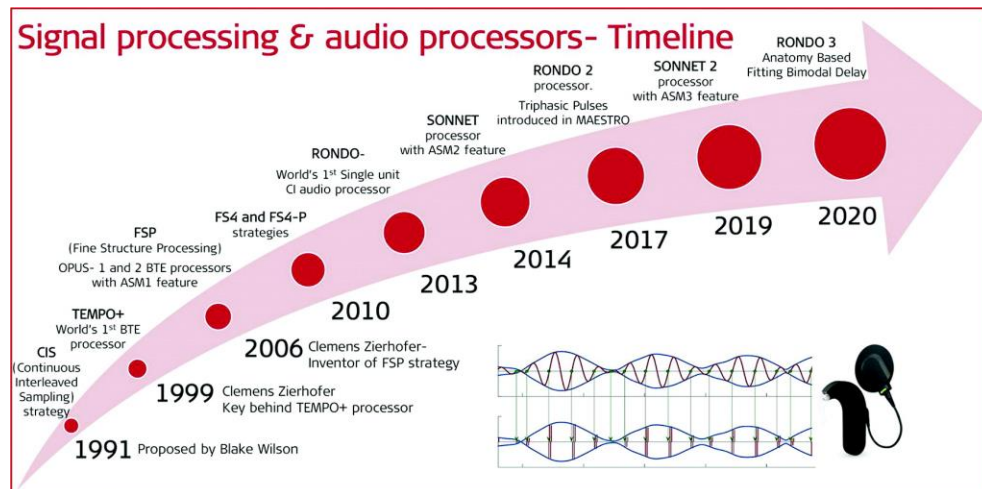 Signal processing & audio processors- Timeline
CIS
(Continuous
Interleaved
Sampling)
strategy
1991 Proposed by Blake Wilson
TEMPO+
World's 1st BTE
processor
1999 Clemens Zierhofer
Key behind TEMPO+ processor
FSP
(Fine Structure Processing)
OPUS- 1 and 2 BTE processors
with ASM1 feature
2006 Clemens Zierhofer-
Inventor of FSP strategy
FS4 and FS4-P
strategies
2010
RONDO-
World's 1st Single unit
CI audio processor
2013
SONNET
processor
with ASM2 feature
2014
RONDO 2
processor.
Triphasic Pulses
introduced in MAESTRO
2017
SONNET 2
processor
with ASM3 feature
2019
RONDO 3
Anatomy Based
Fitting Bimodal Delay
2020